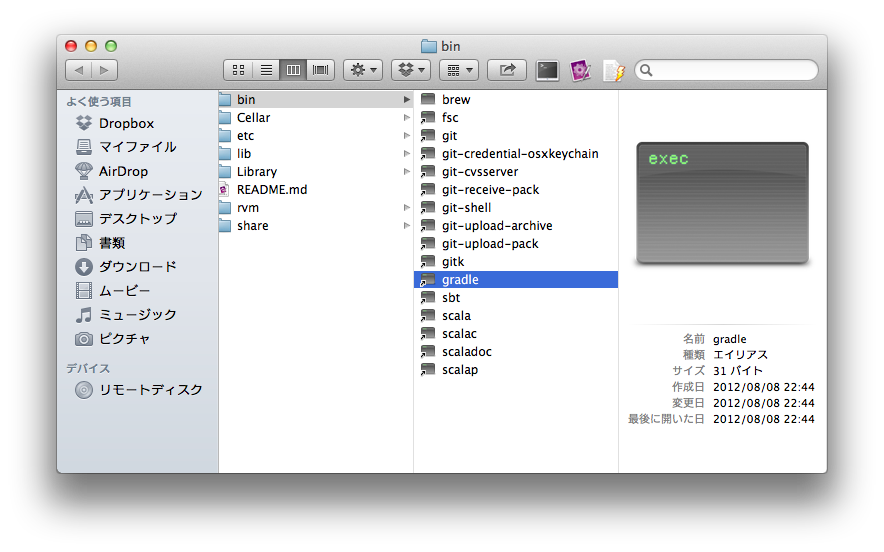 bin
よく使う項目
Dropbox
マイファイル
AirDrop
アプリケーション
デスクトップ
書類
ダウンロード
ムービー
ミュージック
ピクチャ
デバイス
リモートディスク
bin
Cellar
etc
lib
Library
README.md
rvm
share
brew
fsc
git
git-credential-osxkeychain
git-cvsserver
git-receive-pack
git-shell
git-upload-archive
git-upload-pack
gitk
gradle
sbt
scala
scalac
scaladoc
scalap
exec
名前 gradle
種類 エイリアス
サイズ 31 バイト
作成日 2012/08/08 22:44
変更日 2012/08/08 22:44
最後に開いた日 2012/08/08 22:44